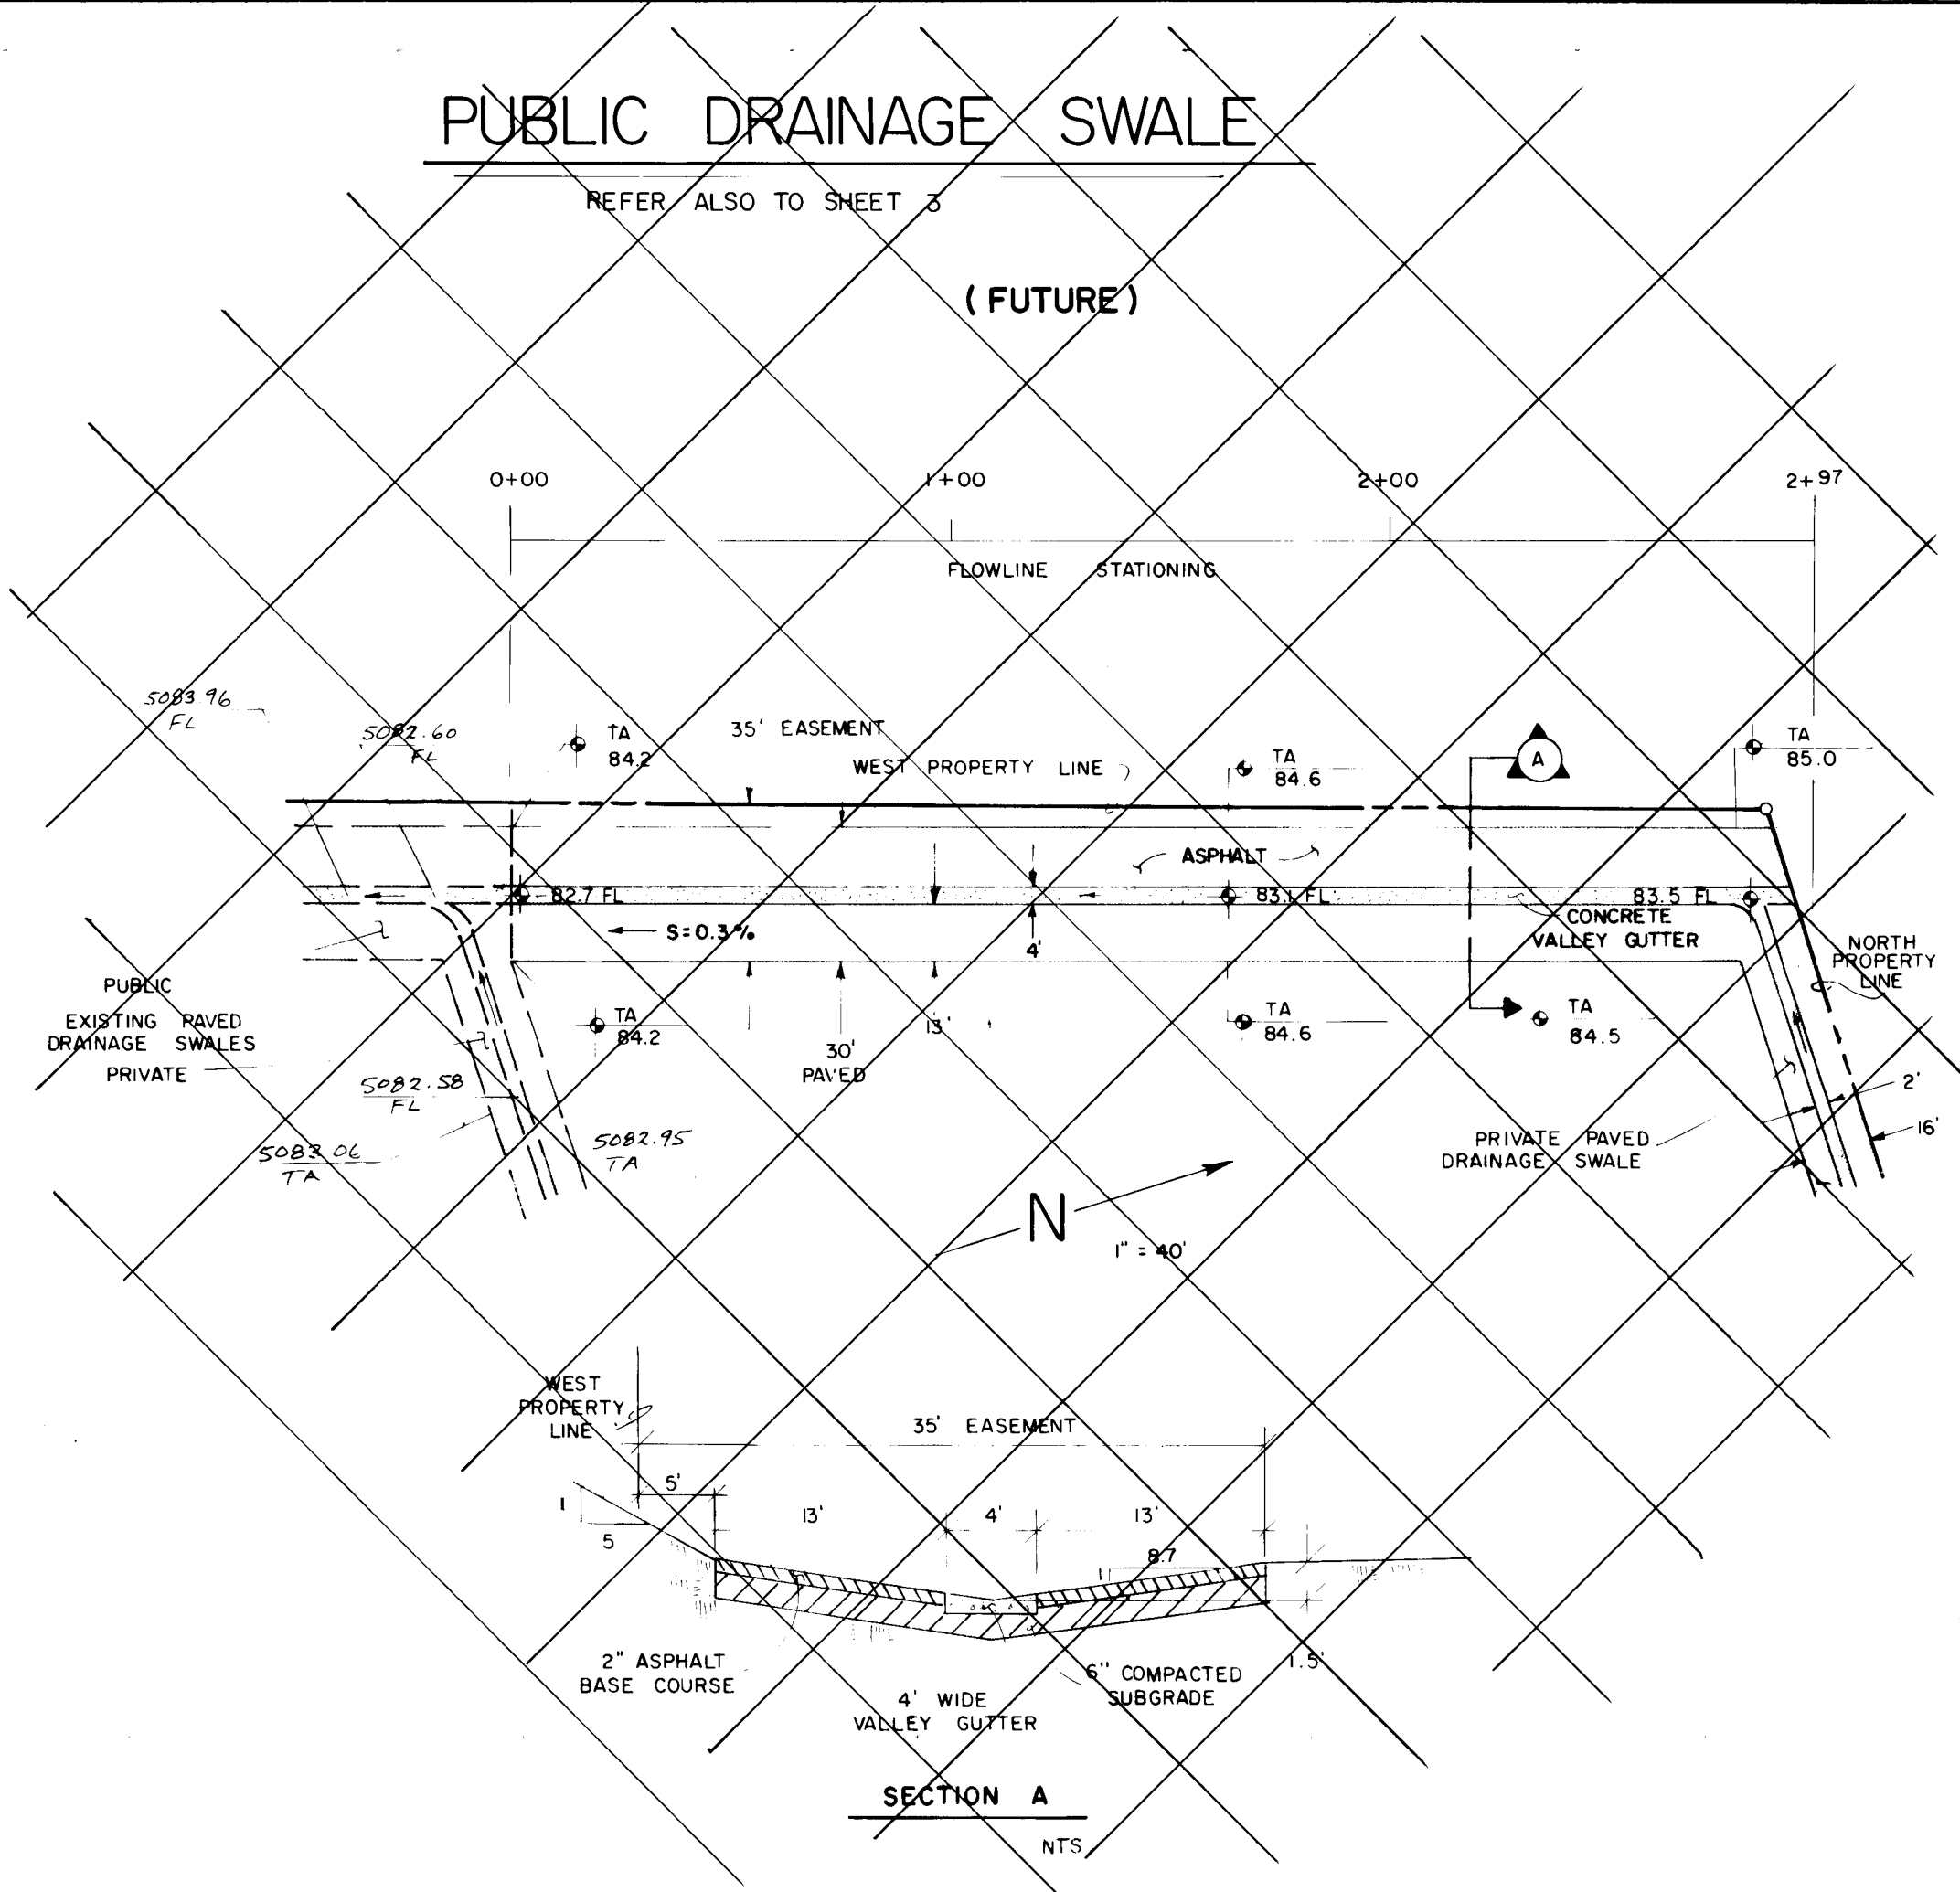 PUBLIC DRAINAGE SWALE
REFER ALSO TO SHEET 3
(FUTURE)
0+00
1+00
2+00
2+97
FLOWLINE STATIONING
5083.96
FL
5082.60
FL
TA
84.2
35' EASEMENT
WEST PROPERTY LINE
TA
84.6
A
TA
85.0
ASPHALT
82.7 FL
83.1 FL
83.5 FL
S=0.3%
4'
CONCRETE
VALLEY GUTTER
NORTH
PROPERTY
LINE
PUBLIC
EXISTING PAVED
DRAINAGE SWALES
PRIVATE
TA
84.2
13'
30'
PAVED
TA
84.6
TA
84.5
5082.58
FL
5083.06
TA
5082.95
TA
2'
16'
PRIVATE PAVED
DRAINAGE SWALE
N
1" = 40'
WEST
PROPERTY
LINE
35' EASEMENT
5'
1
5
13'
4'
13'
8.7
1
1.5'
2" ASPHALT
BASE COURSE
4' WIDE
VALLEY GUTTER
6" COMPACTED
SUBGRADE
SECTION A
NTS